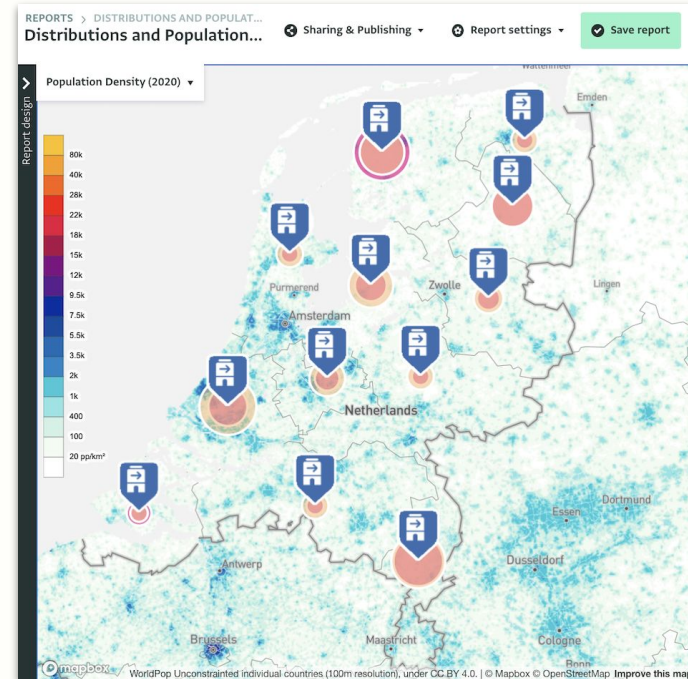 REPORTS > DISTRIBUTIONS AND POPULAT...
Distributions and Population...
Sharing & Publishing
Report settings
Save report
Report design
Population Density (2020)
80k
40k
28k
22k
18k
15k
12k
9.5k
7.5k
5.5k
3.5k
2k
1k
400
100
20 pp/km²
Wattenmeer
Emden
Purmerend
Zwolle
Lingen
Amsterdam
Netherlands
Dortmund
Essen
Antwerp
Dusseldorf
Brussels
Maastricht
Cologne
Bonn
mapbox
WorldPop Unconstrainted individual countries (100m resolution), under CC BY 4.0. | © Mapbox © OpenStreetMap Improve this map